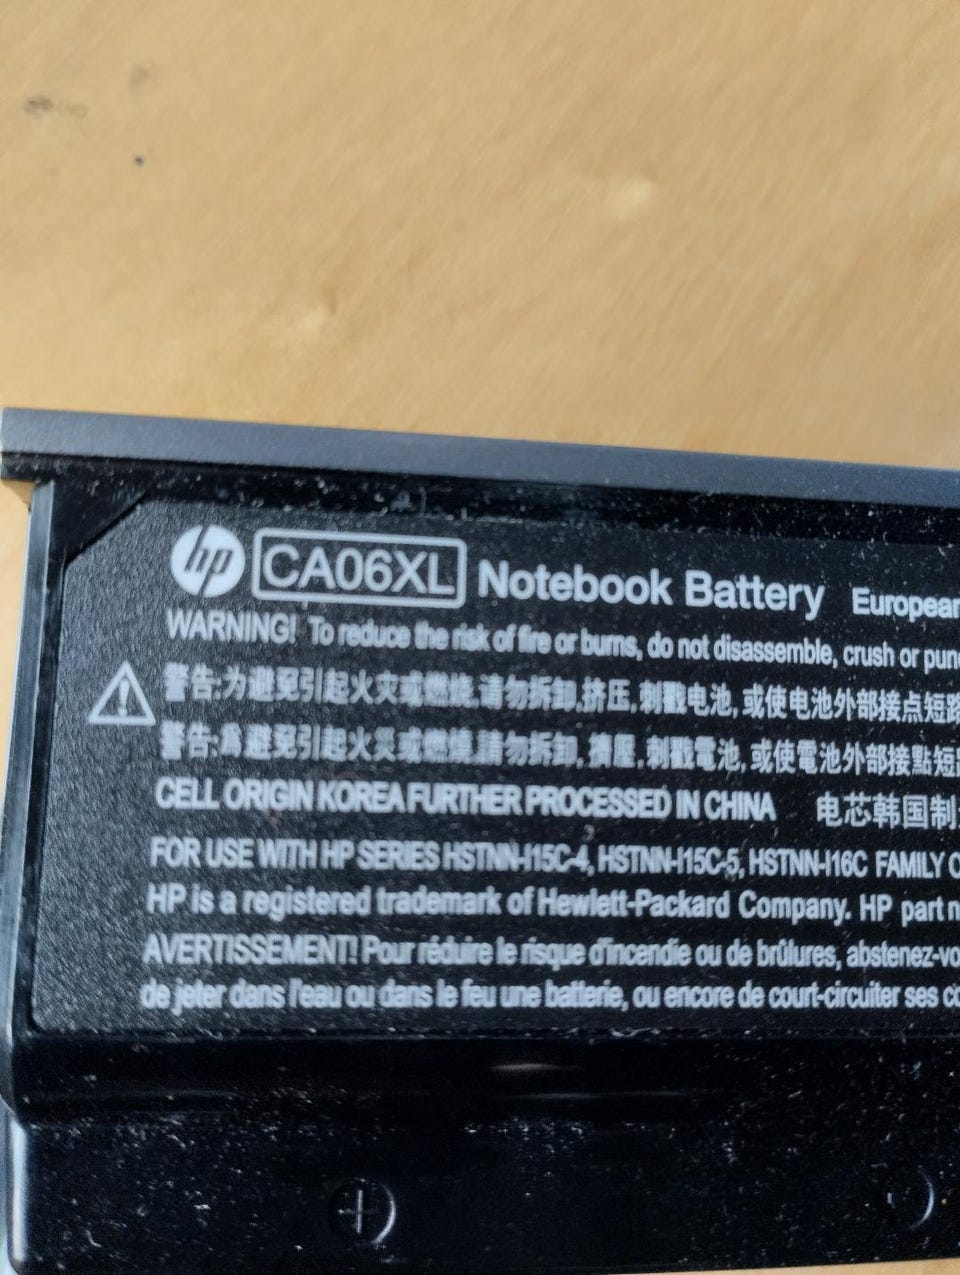 hp CA06XL Notebook Battery European
WARNING! To reduce the risk of fire or burns, do not disassemble, crush or pun
警告:为避免引起火灾或燃烧,请勿拆卸,挤压,刺戳电池,或使电池外部接点短路
警告:為避免引起火災或燃燒,請勿拆卸,擠壓,刺戳電池,或使電池外部接點短路
CELL ORIGIN KOREA FURTHER PROCESSED IN CHINA 电芯韩国制
FOR USE WITH HP SERIES HSTNN-I15C-4, HSTNN-I15C-5, HSTNN-I16C FAMILY
HP is a registered trademark of Hewlett-Packard Company. HP part n
AVERTISSEMENT! Pour réduire le risque d'incendie ou de brûlures, abstenez-vo
de jeter dans l'eau ou dans le feu une batterie, ou encore de court-circuiter ses co